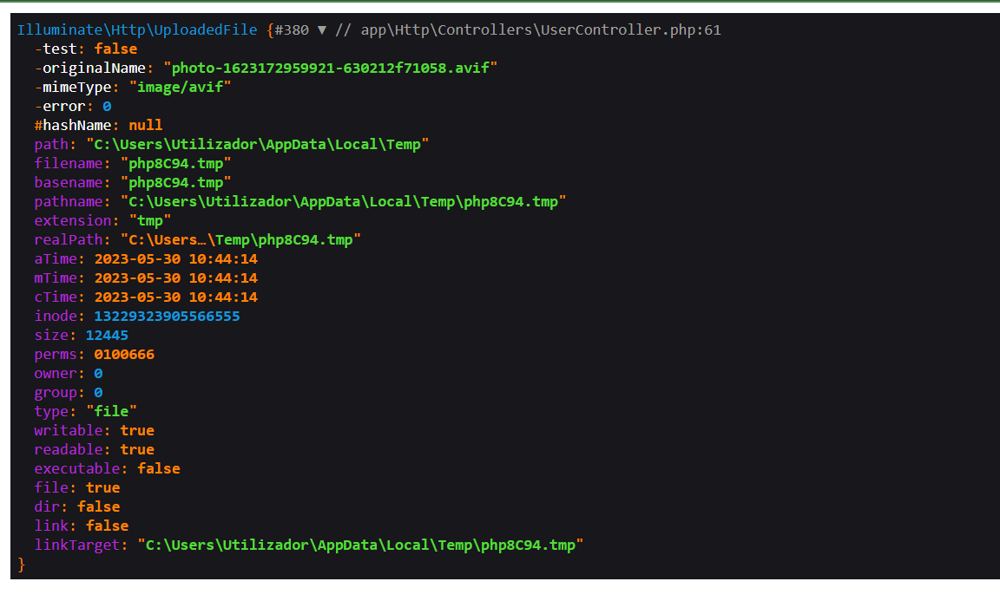 Illuminate\Http\UploadedFile {#380 ▼ // app\Http\Controllers\UserController.php:61
-test: false
-originalName: "photo-1623172959921-630212f71058.avif"
-mimeType: "image/avif"
-error: 0
#hashName: null
path: "C:\Users\Utilizador\AppData\Local\Temp"
filename: "php8C94.tmp"
basename: "php8C94.tmp"
pathname: "C:\Users\Utilizador\AppData\Local\Temp\php8C94.tmp"
extension: "tmp"
realPath: "C:\Users…\Temp\php8C94.tmp"
aTime: 2023-05-30 10:44:14
mTime: 2023-05-30 10:44:14
cTime: 2023-05-30 10:44:14
inode: 13229323905566555
size: 12445
perms: 0100666
owner: 0
group: 0
type: "file"
writable: true
readable: true
executable: false
file: true
dir: false
link: false
linkTarget: "C:\Users\Utilizador\AppData\Local\Temp\php8C94.tmp"
}